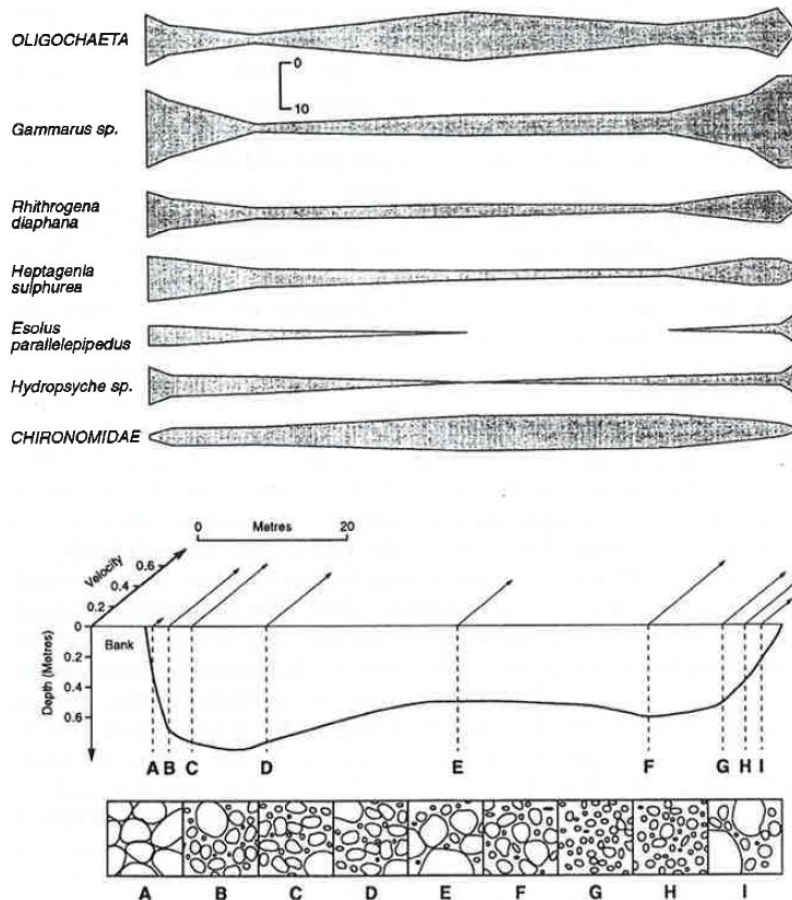 OLIGOCHAETA
0
10
Gammarus sp.
Rhithrogena
diaphana
Heptagenia
sulphurea
Esolus
parallelepipedus
Hydropsyche sp.
CHIRONOMIDAE
0 Metres 20
Velocity
0.6
0.4
0.2
0
Bank
0.2
0.4
0.6
Depth (Metres)
A B C D E F G H I
A B C D E F G H I